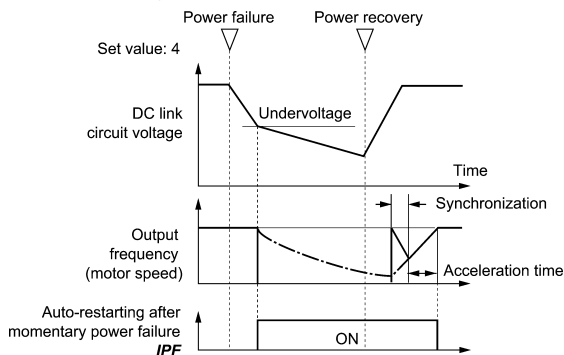 Power failure
Power recovery
Set value: 4
DC link
circuit voltage
Undervoltage
Time
Synchronization
Output
frequency
(motor speed)
Acceleration time
Auto-restarting after
momentary power failure
IPF
ON